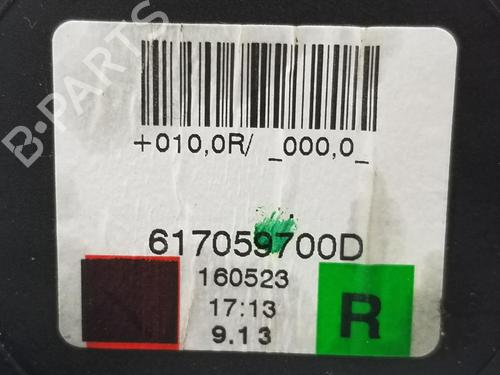 B-PARTS
+010,0R/ _000,0_
617059700D
160523
17:13
9.13
R